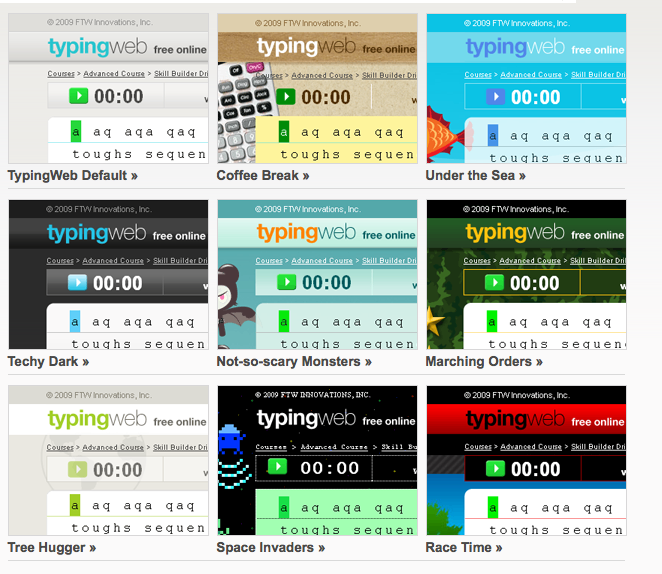 © 2009 FTW Innovations, Inc.
typingweb free online
Courses > Advanced Course > Skill Builder Dri
00:00
a aq aqa qaq
toughs sequen
TypingWeb Default »
© 2009 FTW Innovations, Inc.
typingweb free online
Courses > Advanced Course > Skill Builder Dri
00:00
a aq aqa qaq
toughs sequen
Coffee Break »
© 2009 FTW Innovations, Inc.
typingweb free online
Courses > Advanced Course > Skill Builder Dri
00:00
a aq aqa qaq
toughs sequen
Under the Sea »
© 2009 FTW Innovations, Inc.
typingweb free online
Courses > Advanced Course > Skill Builder Dri
00:00
a aq aqa qaq
toughs sequen
Techy Dark »
© 2009 FTW Innovations, Inc.
typingweb free online
Courses > Advanced Course > Skill Builder Dri
00:00
a aq aqa qaq
toughs sequen
Not-so-scary Monsters »
© 2009 FTW Innovations, Inc.
typingweb free online
Courses > Advanced Course > Skill Builder Dri
00:00
a aq aqa qaq
toughs sequen
Marching Orders »
© 2009 FTW Innovations, Inc.
typingweb free online
Courses > Advanced Course > Skill Builder Dri
00:00
a aq aqa qaq
toughs sequen
Tree Hugger »
© 2009 FTW INNOVATIONS, INC.
typingweb free online
Courses > Advanced Course > Skill Buil
00:00
a aq aqa qaq
toughs sequen
Space Invaders »
© 2009 FTW Innovations, Inc.
typingweb free online
Courses > Advanced Course > Skill Builder Dri
00:00
a aq aqa qaq
toughs sequen
Race Time »